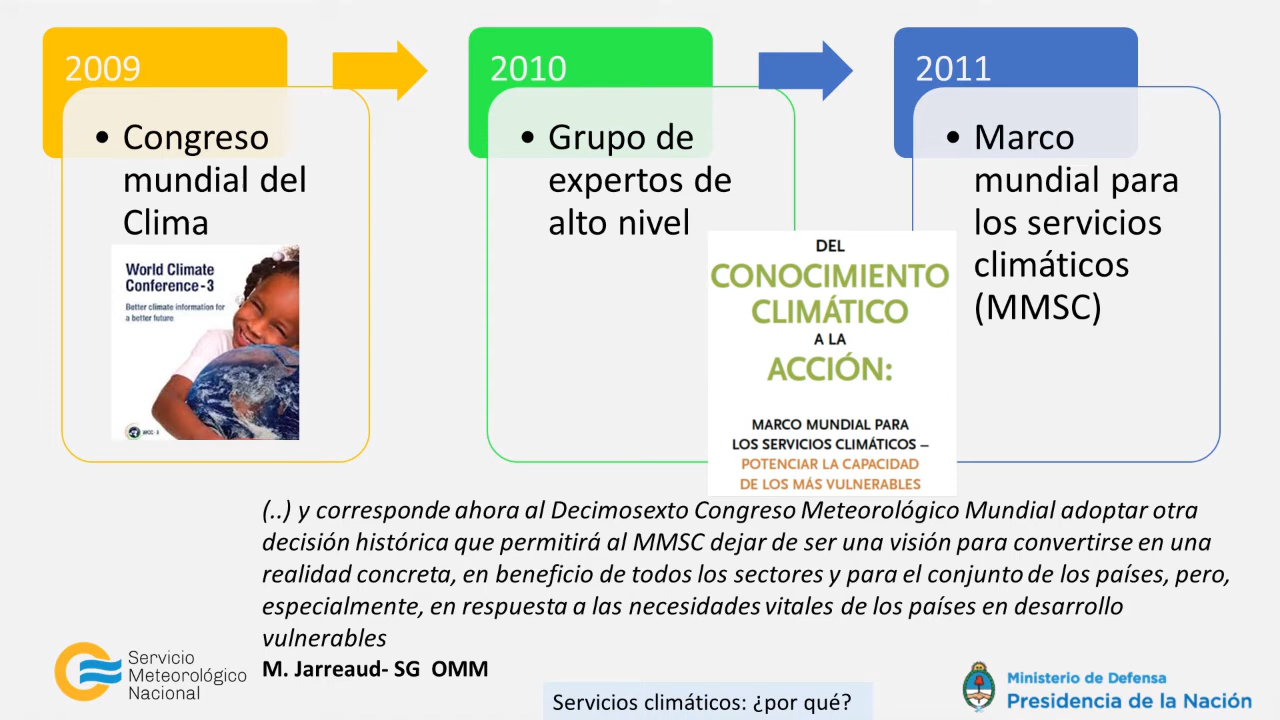 2009
• Congreso
mundial del
Clima
World Climate
Conference-3
Better climate information for
a better future
WCC-3
2010
• Grupo de
expertos de
alto nivel
DEL
CONOCIMIENTO
CLIMÁTICO
A LA
ACCIÓN:
MARCO MUNDIAL PARA
LOS SERVICIOS CLIMÁTICOS –
POTENCIAR LA CAPACIDAD
DE LOS MÁS VULNERABLES
2011
• Marco
mundial para
los servicios
climáticos
(MMSC)
(..) y corresponde ahora al Decimosexto Congreso Meteorológico Mundial adoptar otra
decisión histórica que permitirá al MMSC dejar de ser una visión para convertirse en una
realidad concreta, en beneficio de todos los sectores y para el conjunto de los países, pero,
especialmente, en respuesta a las necesidades vitales de los países en desarrollo
vulnerables
M. Jarreaud- SG OMM
Servicio
Meteorológico
Nacional
Servicios climáticos: ¿por qué?
Ministerio de Defensa
Presidencia de la Nación